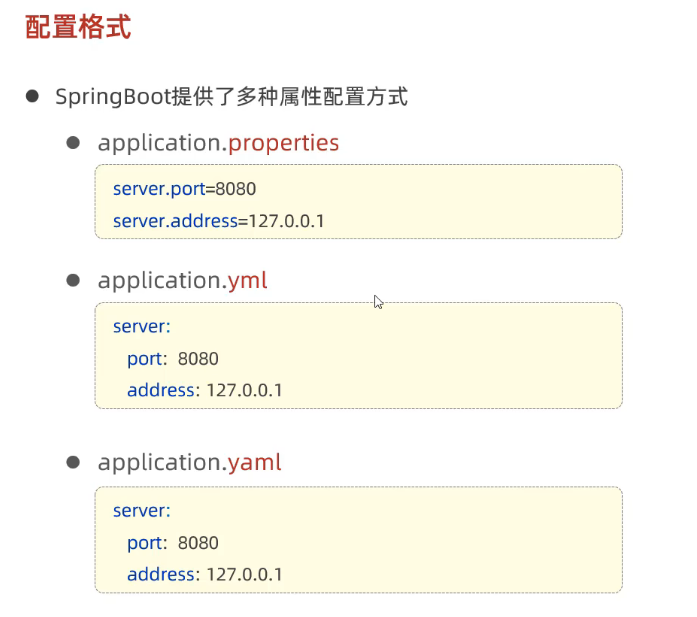 配置格式
SpringBoot提供了多种属性配置方式
application.properties
server.port=8080
server.address=127.0.0.1
application.yml
server:
port: 8080
address: 127.0.0.1
application.yaml
server:
port: 8080
address: 127.0.0.1